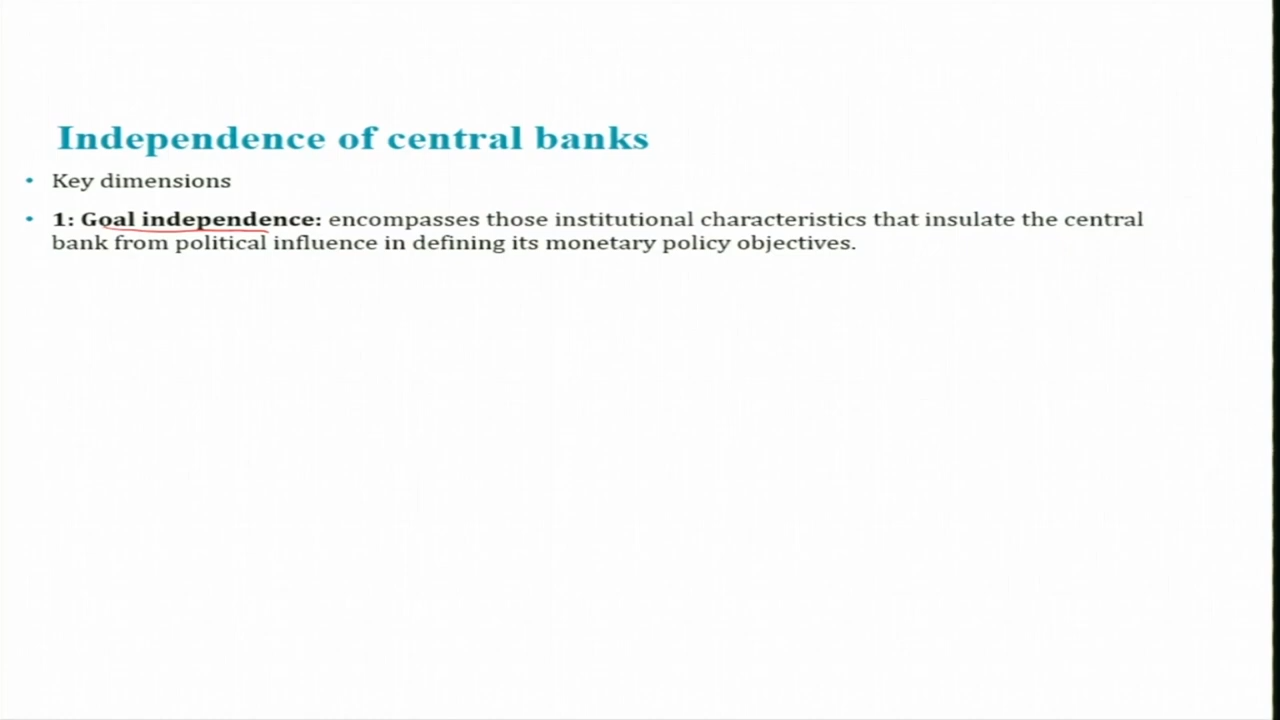 Independence of central banks
• Key dimensions
• 1: Goal independence: encompasses those institutional characteristics that insulate the central
bank from political influence in defining its monetary policy objectives.